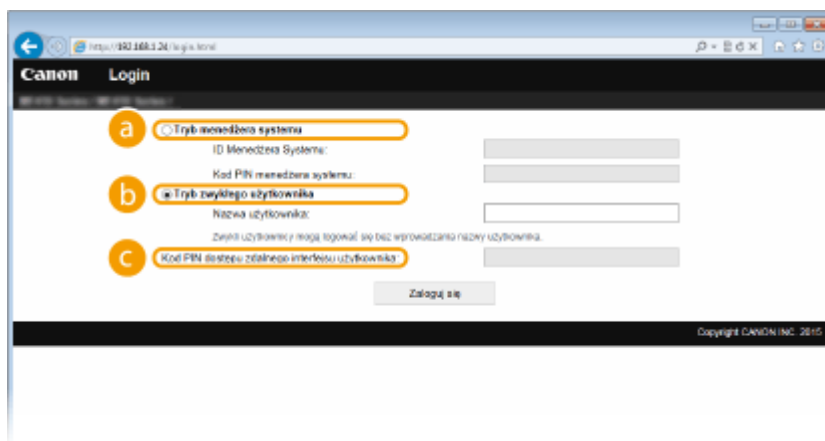 http://192.168.1.24/login.html
Canon Login
a Tryb menedżera systemu
ID Menedżera Systemu:
Kod PIN menedżera systemu:
b Tryb zwykłego użytkownika
Nazwa użytkownika:
Zwykli użytkownicy mogą logować się bez wprowadzania nazwy użytkownika.
c Kod PIN dostępu zdalnego interfejsu użytkownika:
Zaloguj się
Copyright CANON INC. 2015